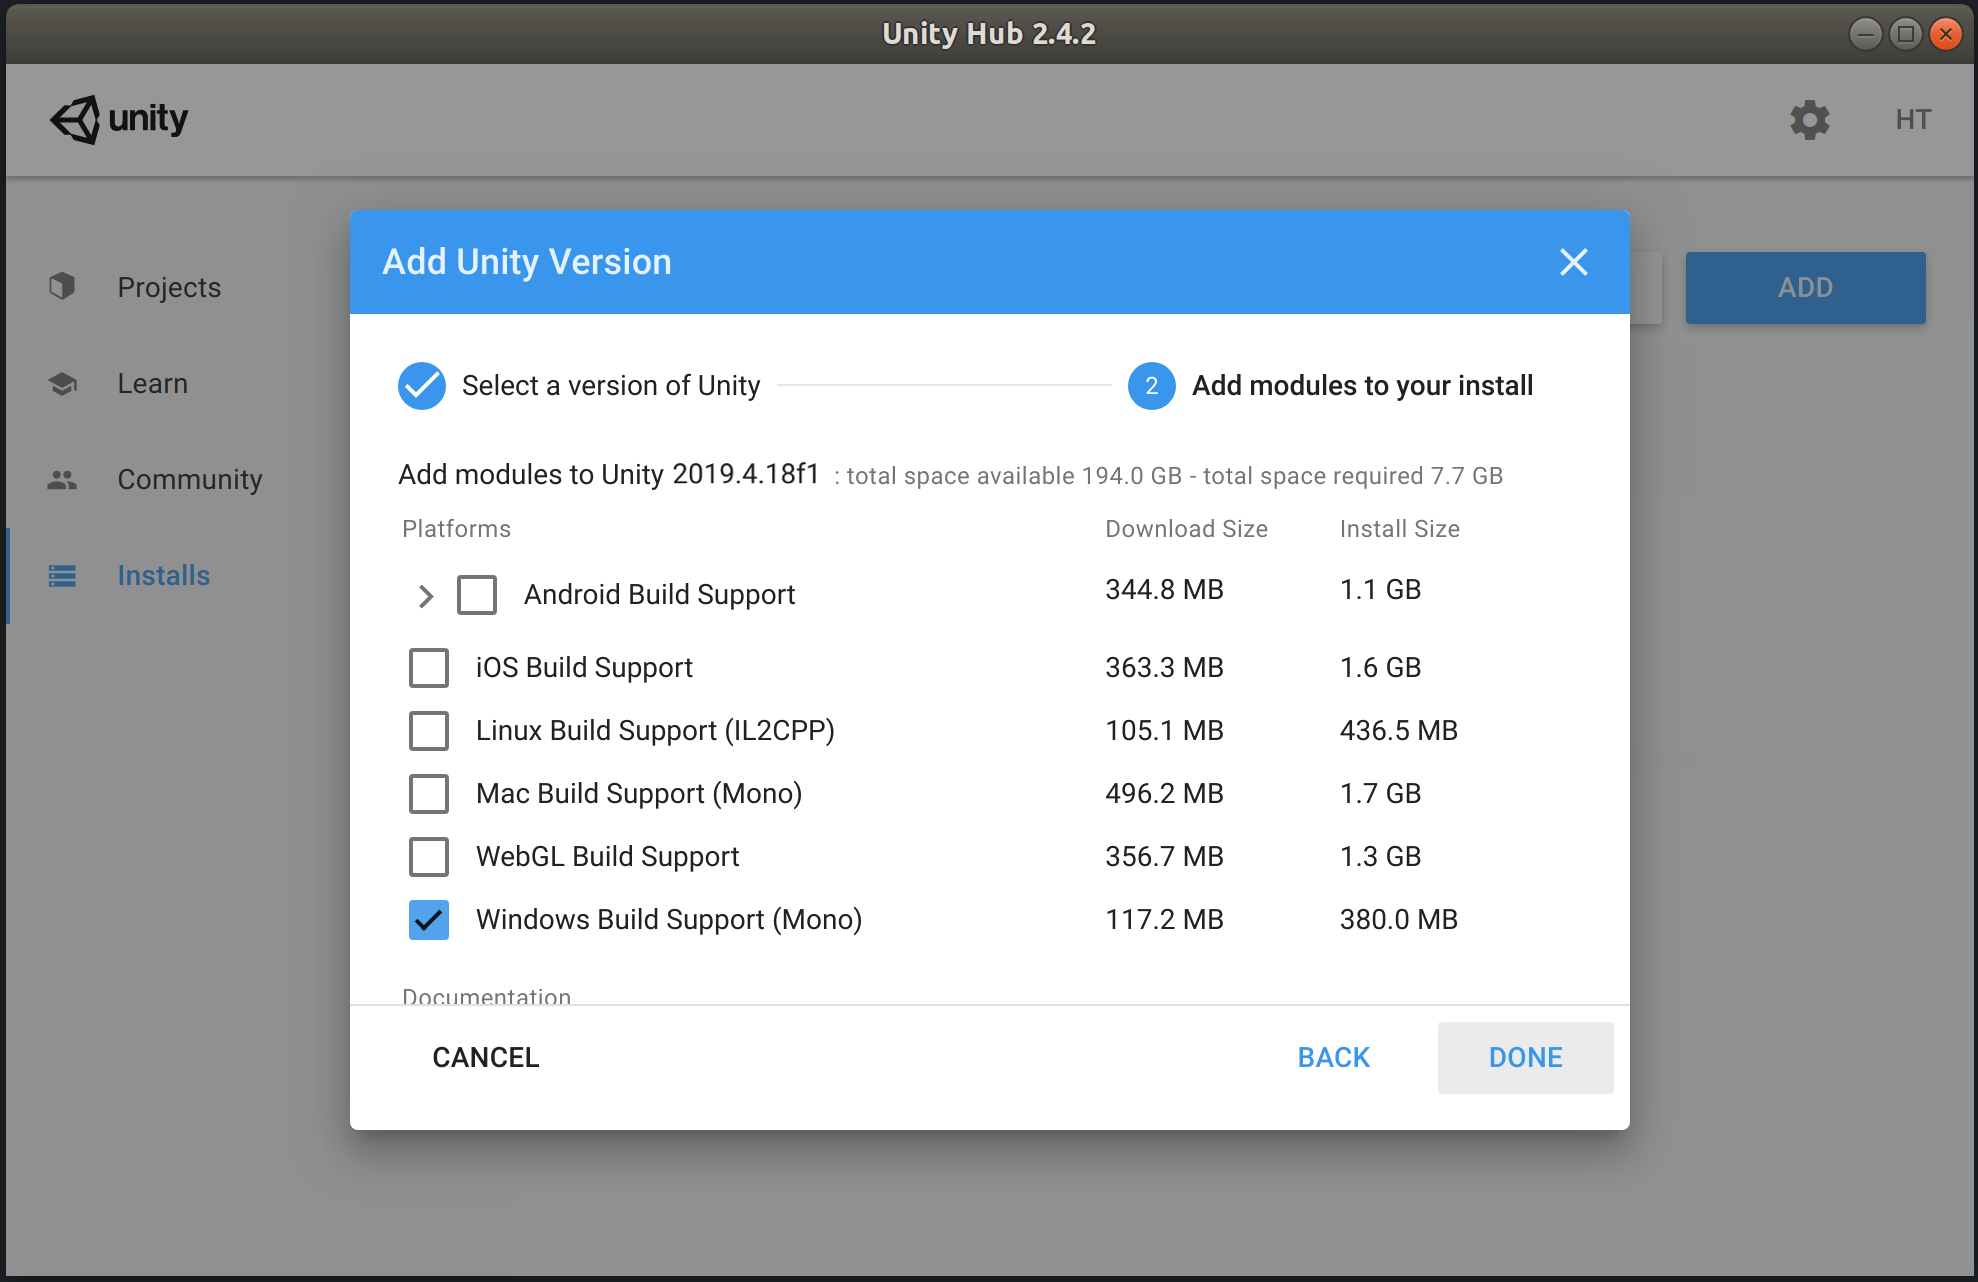 Unity Hub 2.4.2
unity
HT
Projects
Learn
Community
Installs
ADD
Add Unity Version
Select a version of Unity
2 Add modules to your install
Add modules to Unity 2019.4.18f1 : total space available 194.0 GB - total space required 7.7 GB
Platforms Download Size Install Size
Android Build Support 344.8 MB 1.1 GB
iOS Build Support 363.3 MB 1.6 GB
Linux Build Support (IL2CPP) 105.1 MB 436.5 MB
Mac Build Support (Mono) 496.2 MB 1.7 GB
WebGL Build Support 356.7 MB 1.3 GB
Windows Build Support (Mono) 117.2 MB 380.0 MB
Documentation
CANCEL BACK DONE